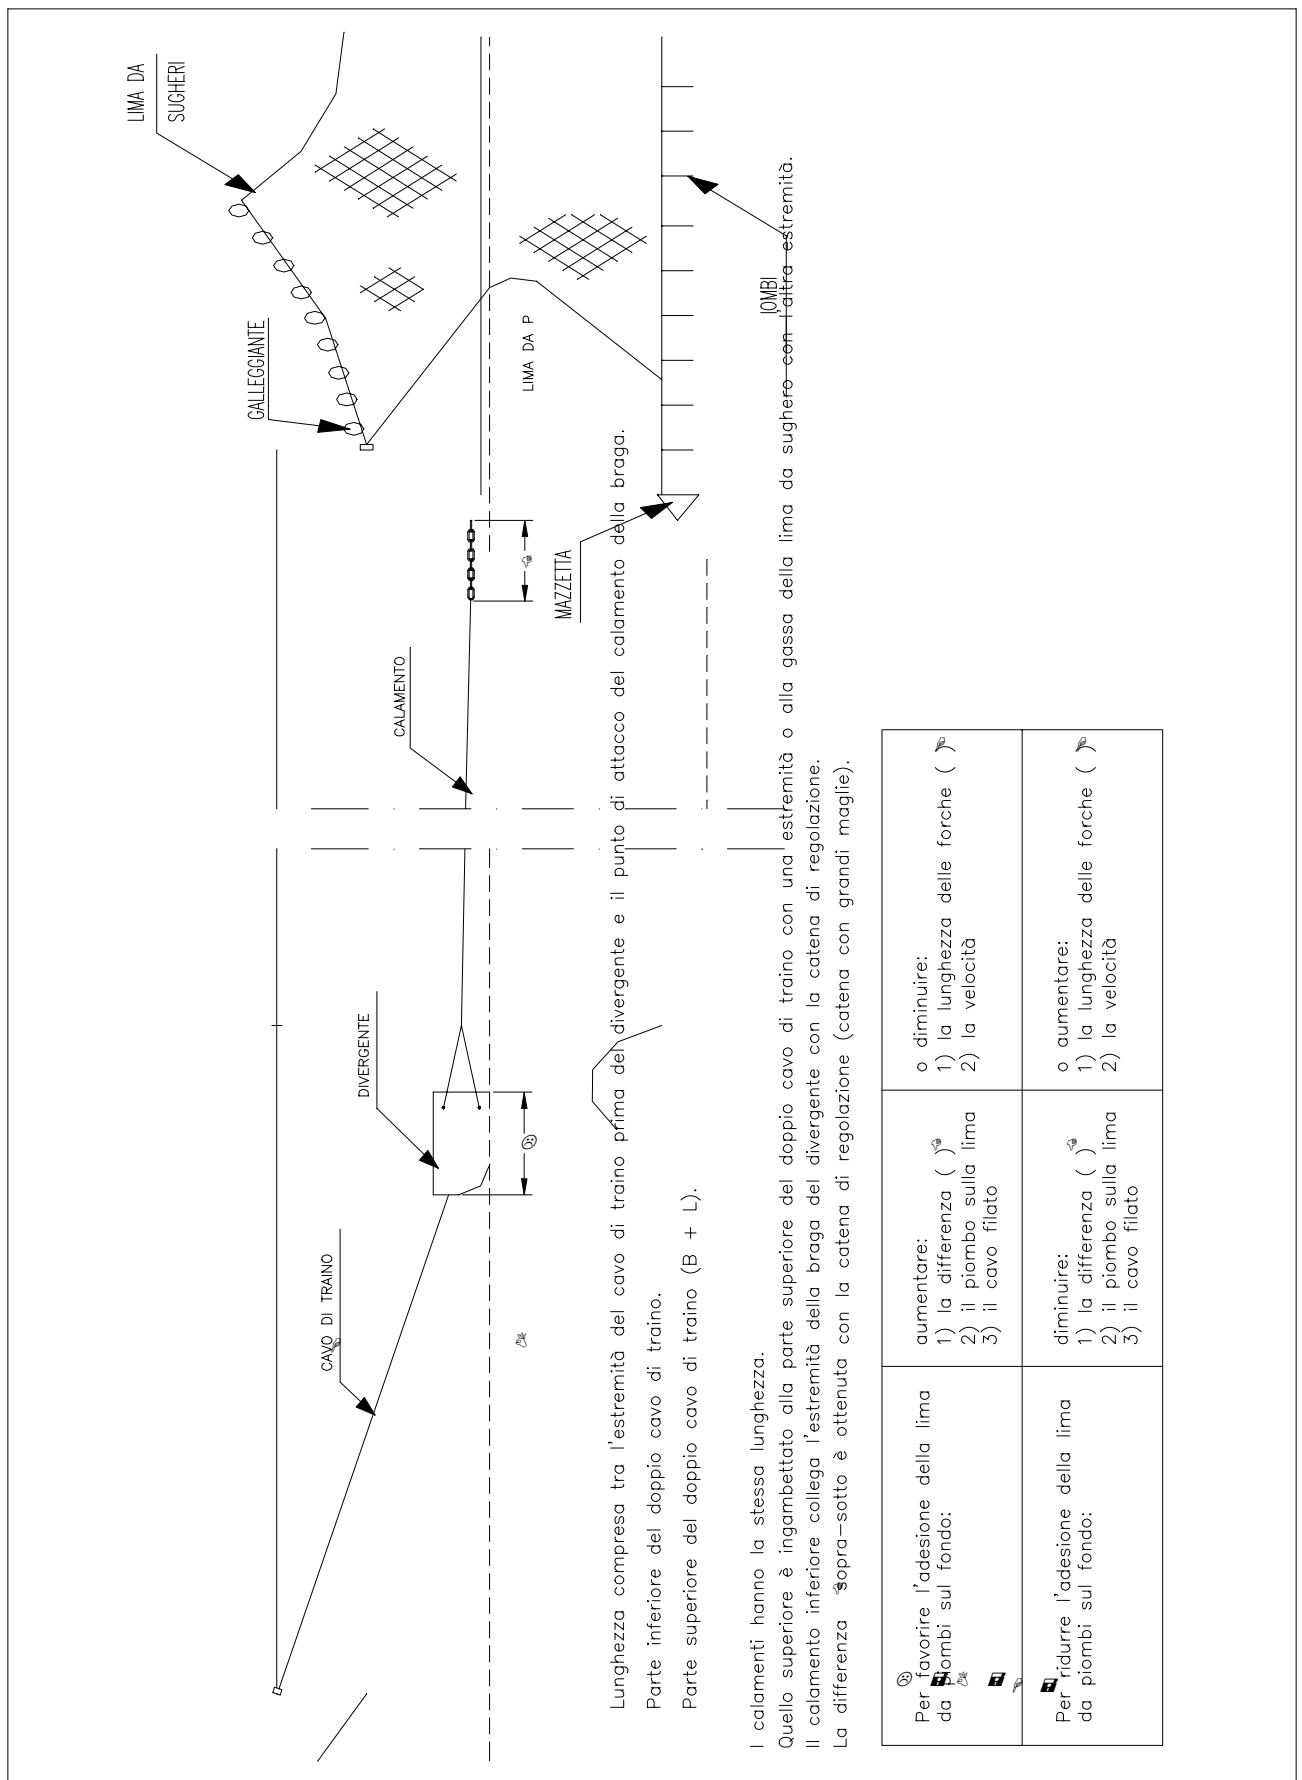 LIMA DA
SUGHERI
GALLEGGIANTE
LIMA DA P
IOMBI
MAZZETTA
CALAMENTO
DIVERGENTE
CAVO DI TRAINO
Lunghezza compresa tra l'estremità del cavo di traino prima del divergente e il punto di attacco del calamento della braga.
Parte inferiore del doppio cavo di traino.
Parte superiore del doppio cavo di traino (B + L).
I calamenti hanno la stessa lunghezza.
Quello superiore è ingambettato alla parte superiore del doppio cavo di traino con una estremità o alla gassa della lima da sughero con l'altra estremità.
Il calamento inferiore collega l'estremità della braga del divergente con la catena di regolazione.
La differenza sopra-sotto è ottenuta con la catena di regolazione (catena con grandi maglie).
Per favorire l'adesione della lima
da piombi sul fondo:
aumentare:
1) la differenza ( )
2) il piombo sulla lima
3) il cavo filato
o diminuire:
1) la lunghezza delle forche ( )
2) la velocità
Per ridurre l'adesione della lima
da piombi sul fondo:
diminuire:
1) la differenza ( )
2) il piombo sulla lima
3) il cavo filato
o aumentare:
1) la lunghezza delle forche ( )
2) la velocità